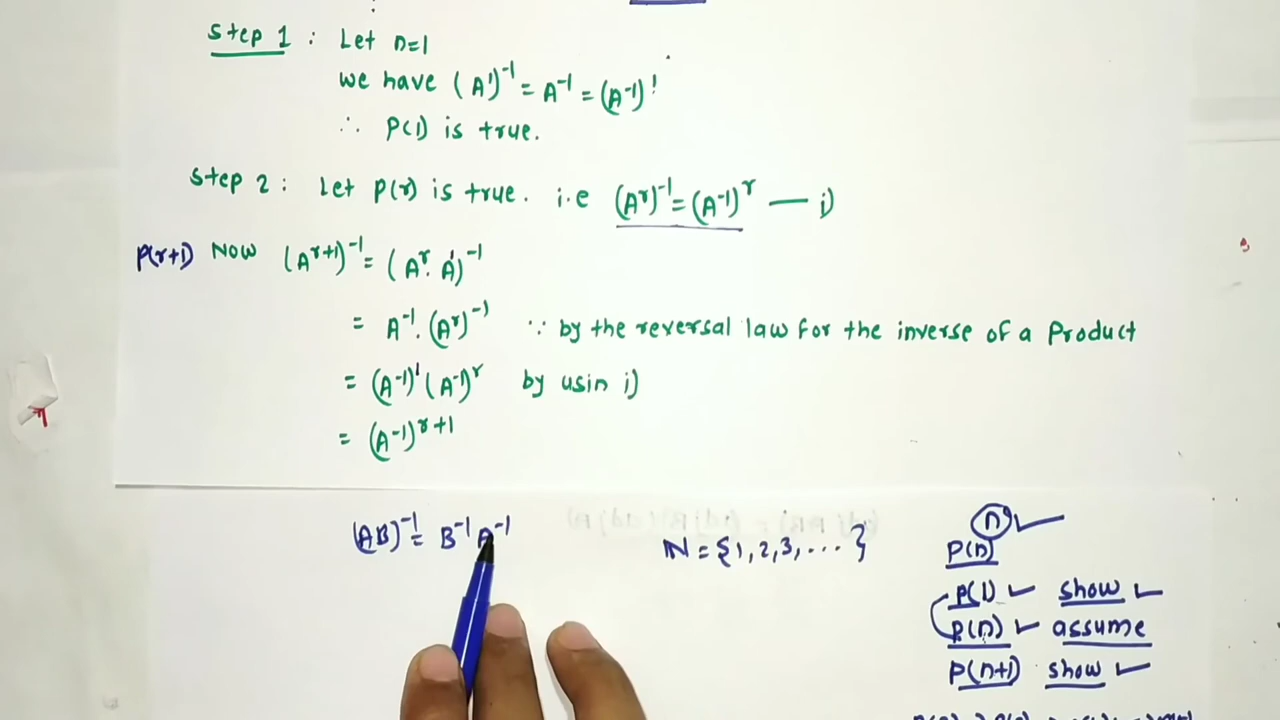 Step 1 : Let n=1
we have (A¹)⁻¹ = A⁻¹ = (A⁻¹)¹
∴ P(1) is true.
Step 2 : Let P(r) is true. i.e (Aʳ)⁻¹ = (A⁻¹)ʳ — i)
P(r+1) Now (Aʳ⁺¹)⁻¹ = (Aʳ. A¹)⁻¹
= A⁻¹. (Aʳ)⁻¹ ∵ by the reversal law for the inverse of a Product
= (A⁻¹)¹ (A⁻¹)ʳ by usin i)
= (A⁻¹)ʳ⁺¹
(AB)⁻¹ = B⁻¹ A⁻¹
N = {1, 2, 3, ... }
n ✓
P(n)
P(1) ✓ show ✓
P(n) ✓ assume
P(n+1) show ✓